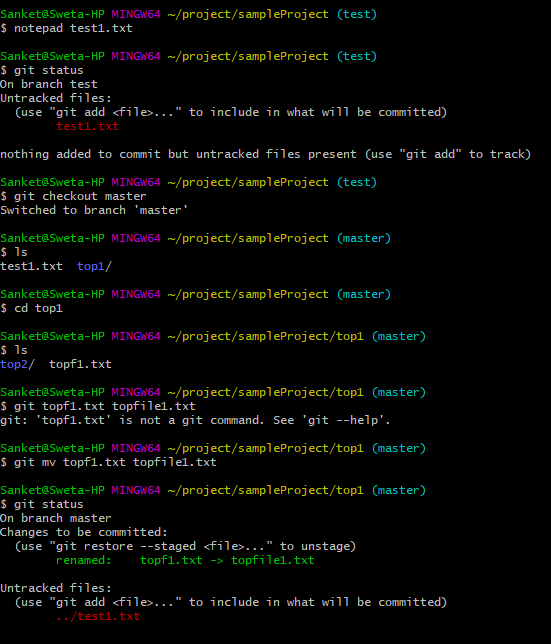 Sanket@Sweta-HP MINGW64 ~/project/sampleProject (test)
$ notepad test1.txt
Sanket@Sweta-HP MINGW64 ~/project/sampleProject (test)
$ git status
On branch test
Untracked files:
(use "git add <file>..." to include in what will be committed)
test1.txt
nothing added to commit but untracked files present (use "git add" to track)
Sanket@Sweta-HP MINGW64 ~/project/sampleProject (test)
$ git checkout master
Switched to branch 'master'
Sanket@Sweta-HP MINGW64 ~/project/sampleProject (master)
$ ls
test1.txt  top1/
Sanket@Sweta-HP MINGW64 ~/project/sampleProject (master)
$ cd top1
Sanket@Sweta-HP MINGW64 ~/project/sampleProject/top1 (master)
$ ls
top2/  topf1.txt
Sanket@Sweta-HP MINGW64 ~/project/sampleProject/top1 (master)
$ git topf1.txt topfile1.txt
git: 'topf1.txt' is not a git command. See 'git --help'.
Sanket@Sweta-HP MINGW64 ~/project/sampleProject/top1 (master)
$ git mv topf1.txt topfile1.txt
Sanket@Sweta-HP MINGW64 ~/project/sampleProject/top1 (master)
$ git status
On branch master
Changes to be committed:
(use "git restore --staged <file>..." to unstage)
renamed:    topf1.txt -> topfile1.txt
Untracked files:
(use "git add <file>..." to include in what will be committed)
../test1.txt